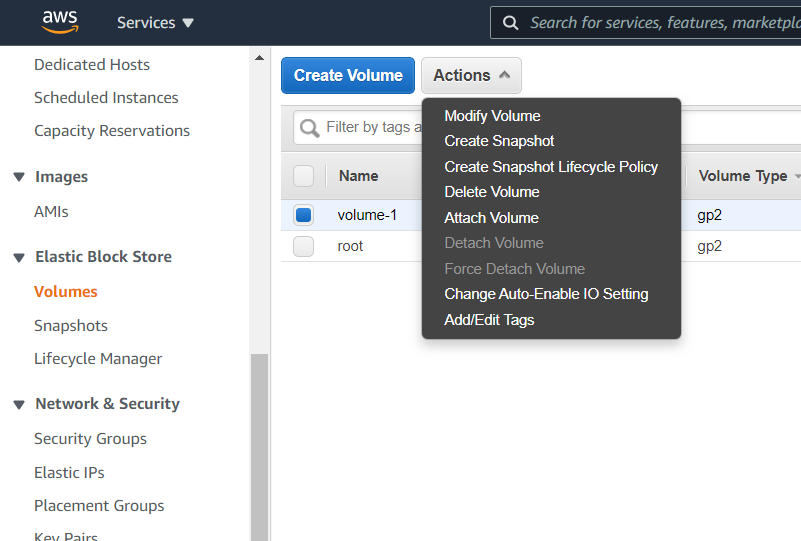 aws
Services
Search for services, features, marketpla
Dedicated Hosts
Scheduled Instances
Capacity Reservations
Images
AMIs
Elastic Block Store
Volumes
Snapshots
Lifecycle Manager
Network & Security
Security Groups
Elastic IPs
Placement Groups
Key Pairs
Create Volume
Actions
Filter by tags a
Modify Volume
Create Snapshot
Create Snapshot Lifecycle Policy
Delete Volume
Attach Volume
Detach Volume
Force Detach Volume
Change Auto-Enable IO Setting
Add/Edit Tags
Name
Volume Type
volume-1
gp2
root
gp2